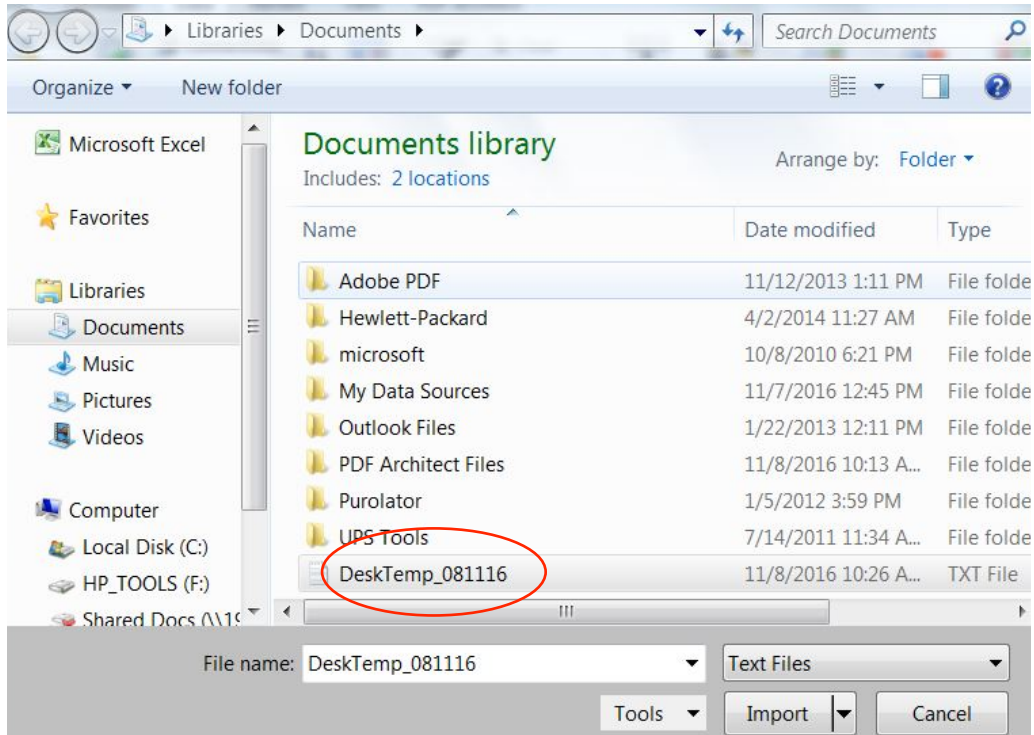 Libraries Documents Search Documents
Organize New folder
Microsoft Excel
Favorites
Libraries
Documents
Music
Pictures
Videos
Computer
Local Disk (C:)
HP_TOOLS (F:)
Shared Docs (\\19
Documents library
Includes: 2 locations
Arrange by: Folder
Name Date modified Type
Adobe PDF 11/12/2013 1:11 PM File folde
Hewlett-Packard 4/2/2014 11:27 AM File folde
microsoft 10/8/2010 6:21 PM File folde
My Data Sources 11/7/2016 12:45 PM File folde
Outlook Files 1/22/2013 12:11 PM File folde
PDF Architect Files 11/8/2016 10:13 A... File folde
Purolator 1/5/2012 3:59 PM File folde
UPS Tools 7/14/2011 11:34 A... File folde
DeskTemp_081116 11/8/2016 10:26 A... TXT File
File name: DeskTemp_081116 Text Files
Tools Import Cancel